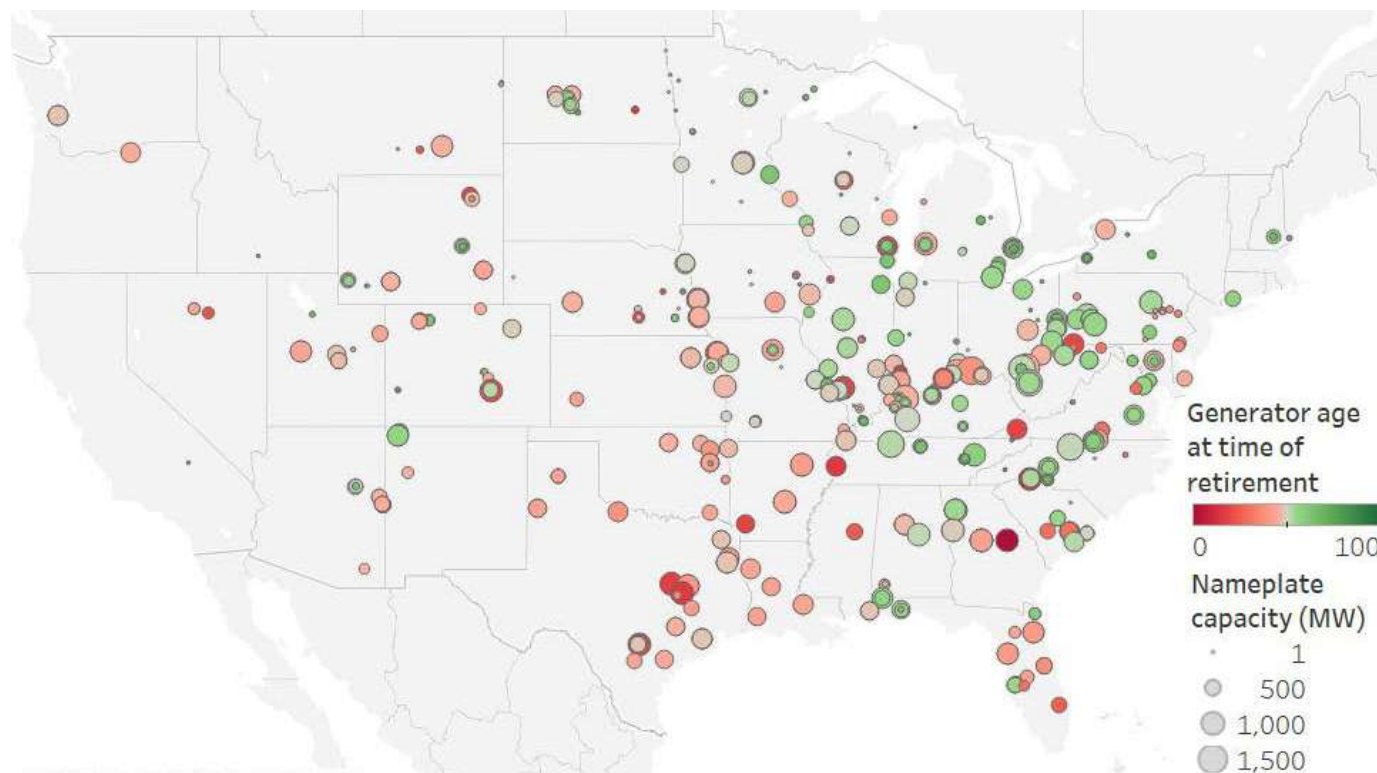 Generator age
at time of
retirement
0 100
Nameplate
capacity (MW)
1
500
1,000
1,500